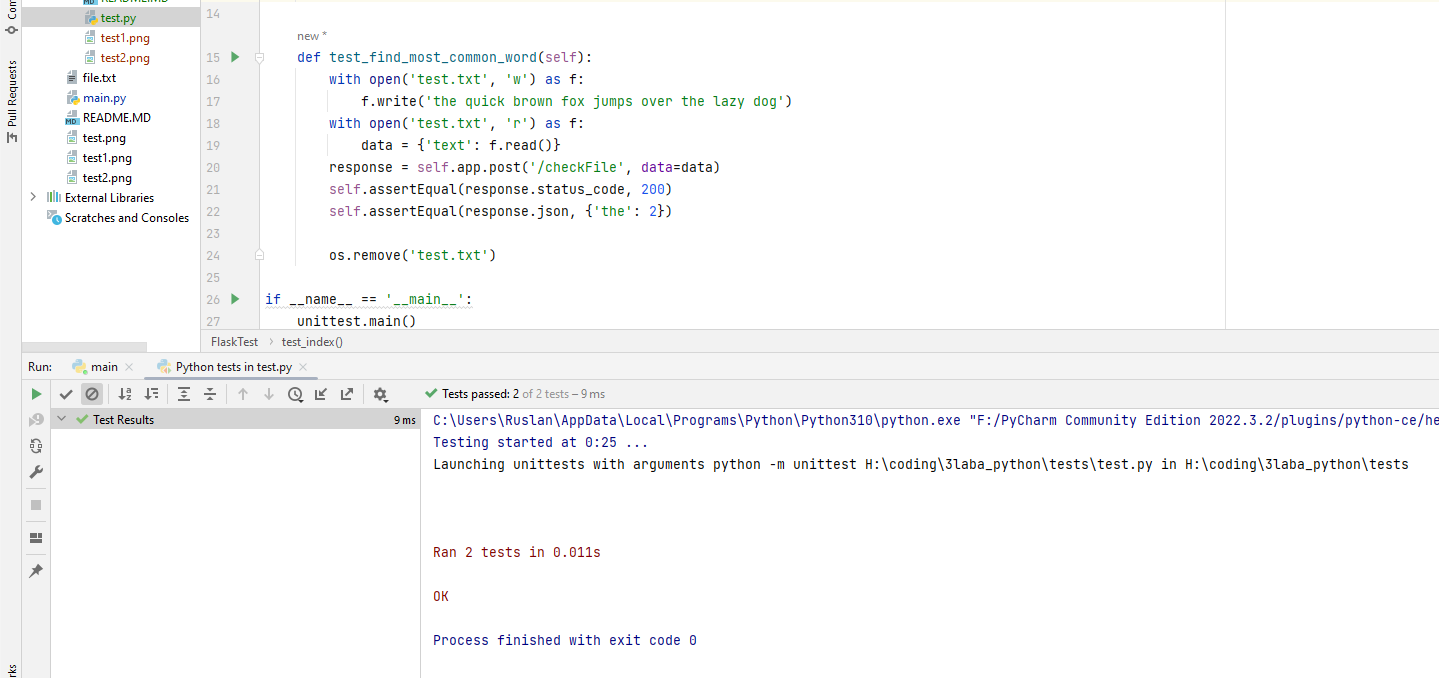 Com
Pull Requests
rks
README.MD
test.py
test1.png
test2.png
file.txt
main.py
README.MD
test.png
test1.png
test2.png
External Libraries
Scratches and Consoles
14
new *
15 def test_find_most_common_word(self):
16 with open('test.txt', 'w') as f:
17 f.write('the quick brown fox jumps over the lazy dog')
18 with open('test.txt', 'r') as f:
19 data = {'text': f.read()}
20 response = self.app.post('/checkFile', data=data)
21 self.assertEqual(response.status_code, 200)
22 self.assertEqual(response.json, {'the': 2})
23
24 os.remove('test.txt')
25
26 if __name__ == '__main__':
27 unittest.main()
FlaskTest › test_index()
Run: main Python tests in test.py
Tests passed: 2 of 2 tests – 9 ms
Test Results 9 ms
C:\Users\Ruslan\AppData\Local\Programs\Python\Python310\python.exe "F:/PyCharm Community Edition 2022.3.2/plugins/python-ce/he
Testing started at 0:25 ...
Launching unittests with arguments python -m unittest H:\coding\3laba_python\tests\test.py in H:\coding\3laba_python\tests
Ran 2 tests in 0.011s
OK
Process finished with exit code 0